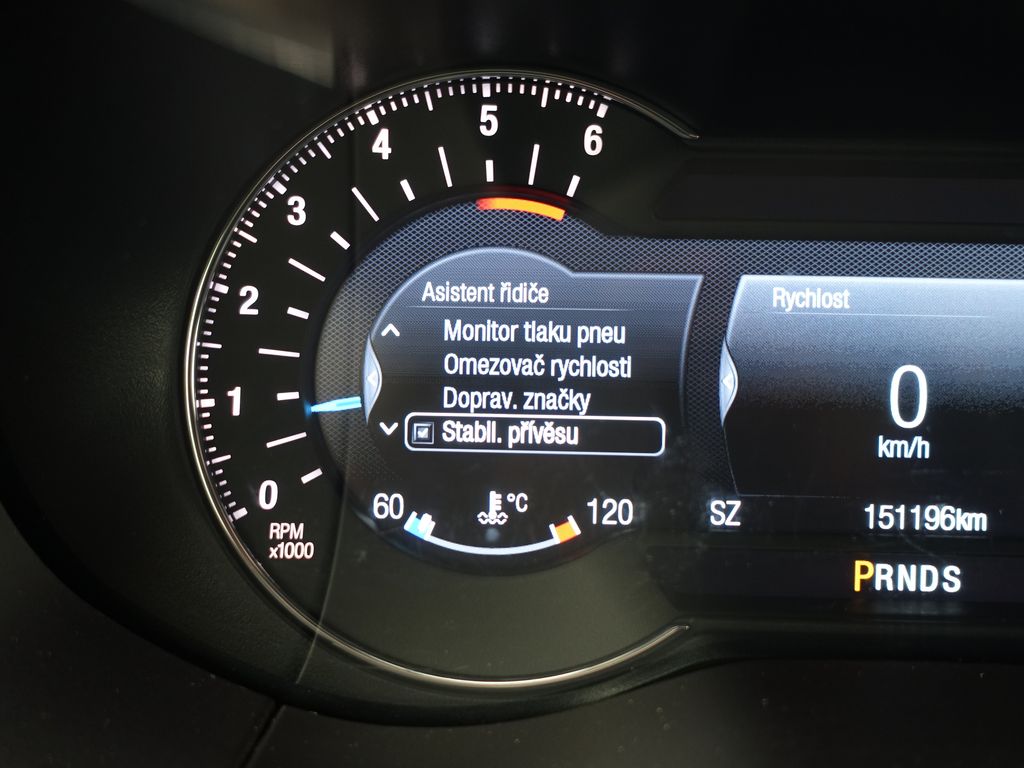 6
5
4
3
2
1
0
RPM
x1000
Asistent řidiče
Monitor tlaku pneu
Omezovač rychlosti
Doprav. značky
Stabil. přívěsu
60
°C
120
Rychlost
0
km/h
SZ
151196km
PRNDS